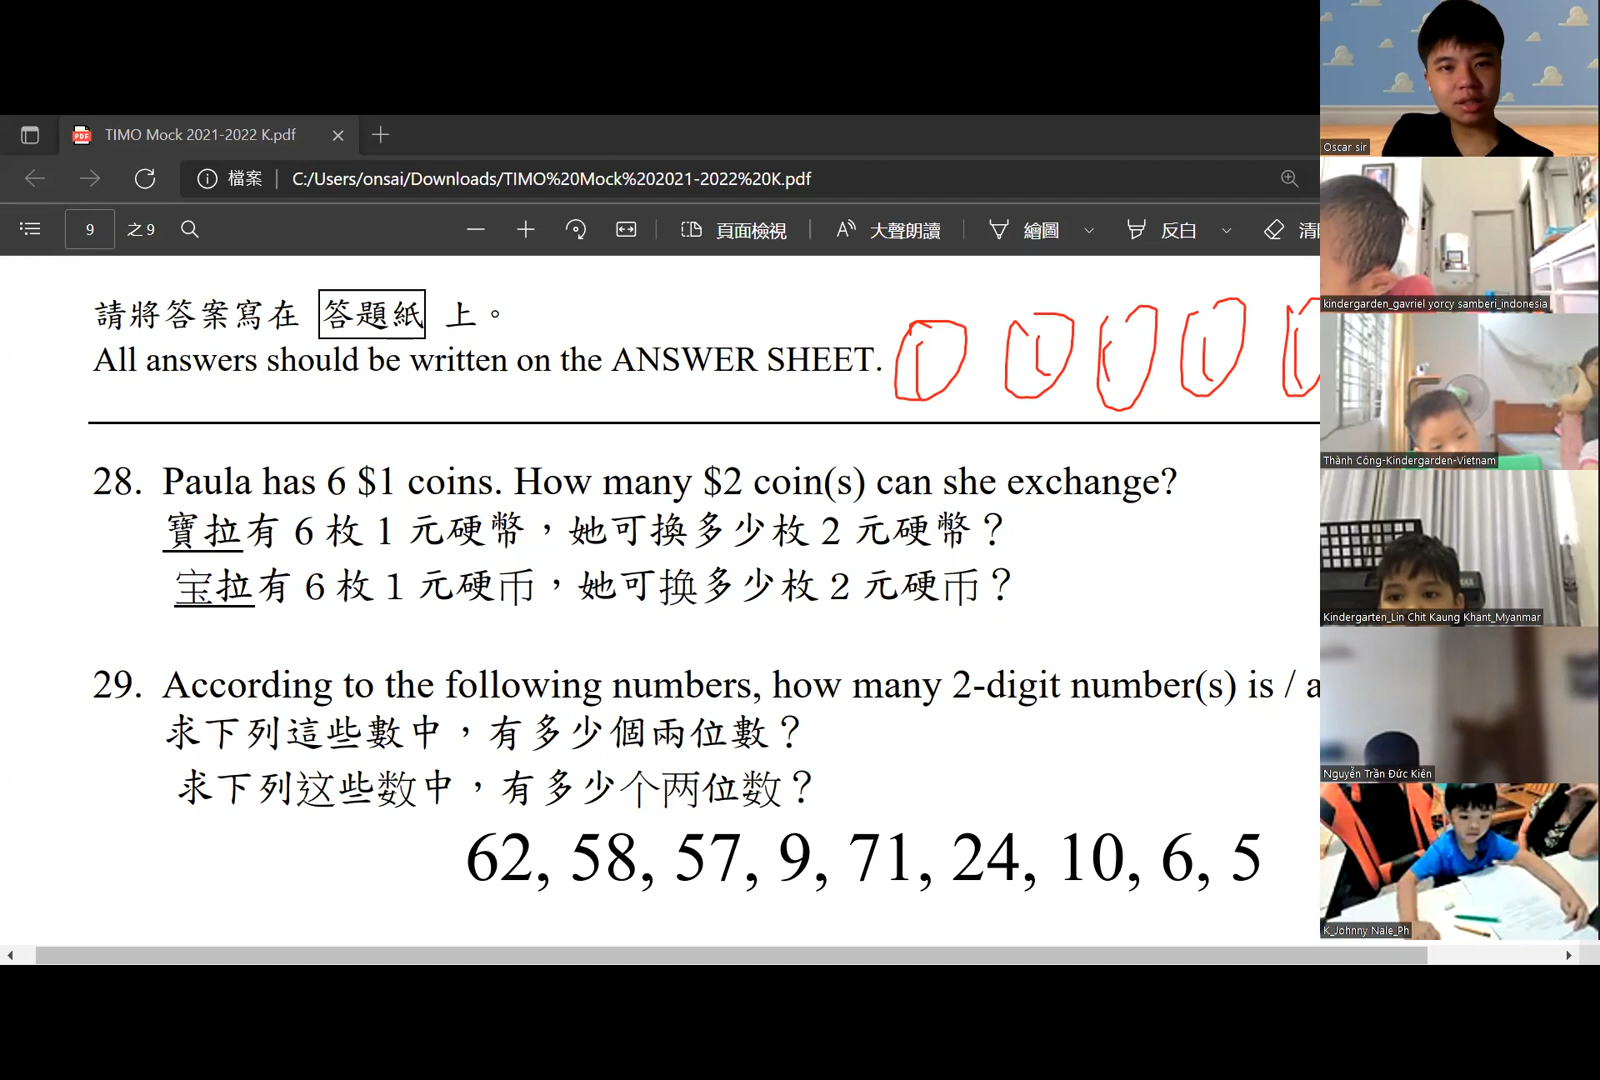 TIMO Mock 2021-2022 K.pdf
檔案 C:/Users/onsai/Downloads/TIMO%20Mock%202021-2022%20K.pdf
9 之 9 頁面檢視 大聲朗讀 繪圖 反白
請將答案寫在 答題紙 上。
All answers should be written on the ANSWER SHEET.
1 1 1 1 1
28. Paula has 6 $1 coins. How many $2 coin(s) can she exchange?
寶拉有 6 枚 1 元硬幣，她可換多少枚 2 元硬幣？
宝拉有 6 枚 1 元硬币，她可换多少枚 2 元硬币？
29. According to the following numbers, how many 2-digit number(s) is /
求下列這些數中，有多少個兩位數？
求下列这些数中，有多少个两位数？
62, 58, 57, 9, 71, 24, 10, 6, 5
Oscar sir
kindergarden_gavriel yorcy samberi_indonesia
Thành Công-Kindergarden-Vietnam
Kindergarten_Lin Chit Kaung Khant_Myanmar
Nguyễn Trần Đức Kiên
K_Johnny Nale_Ph